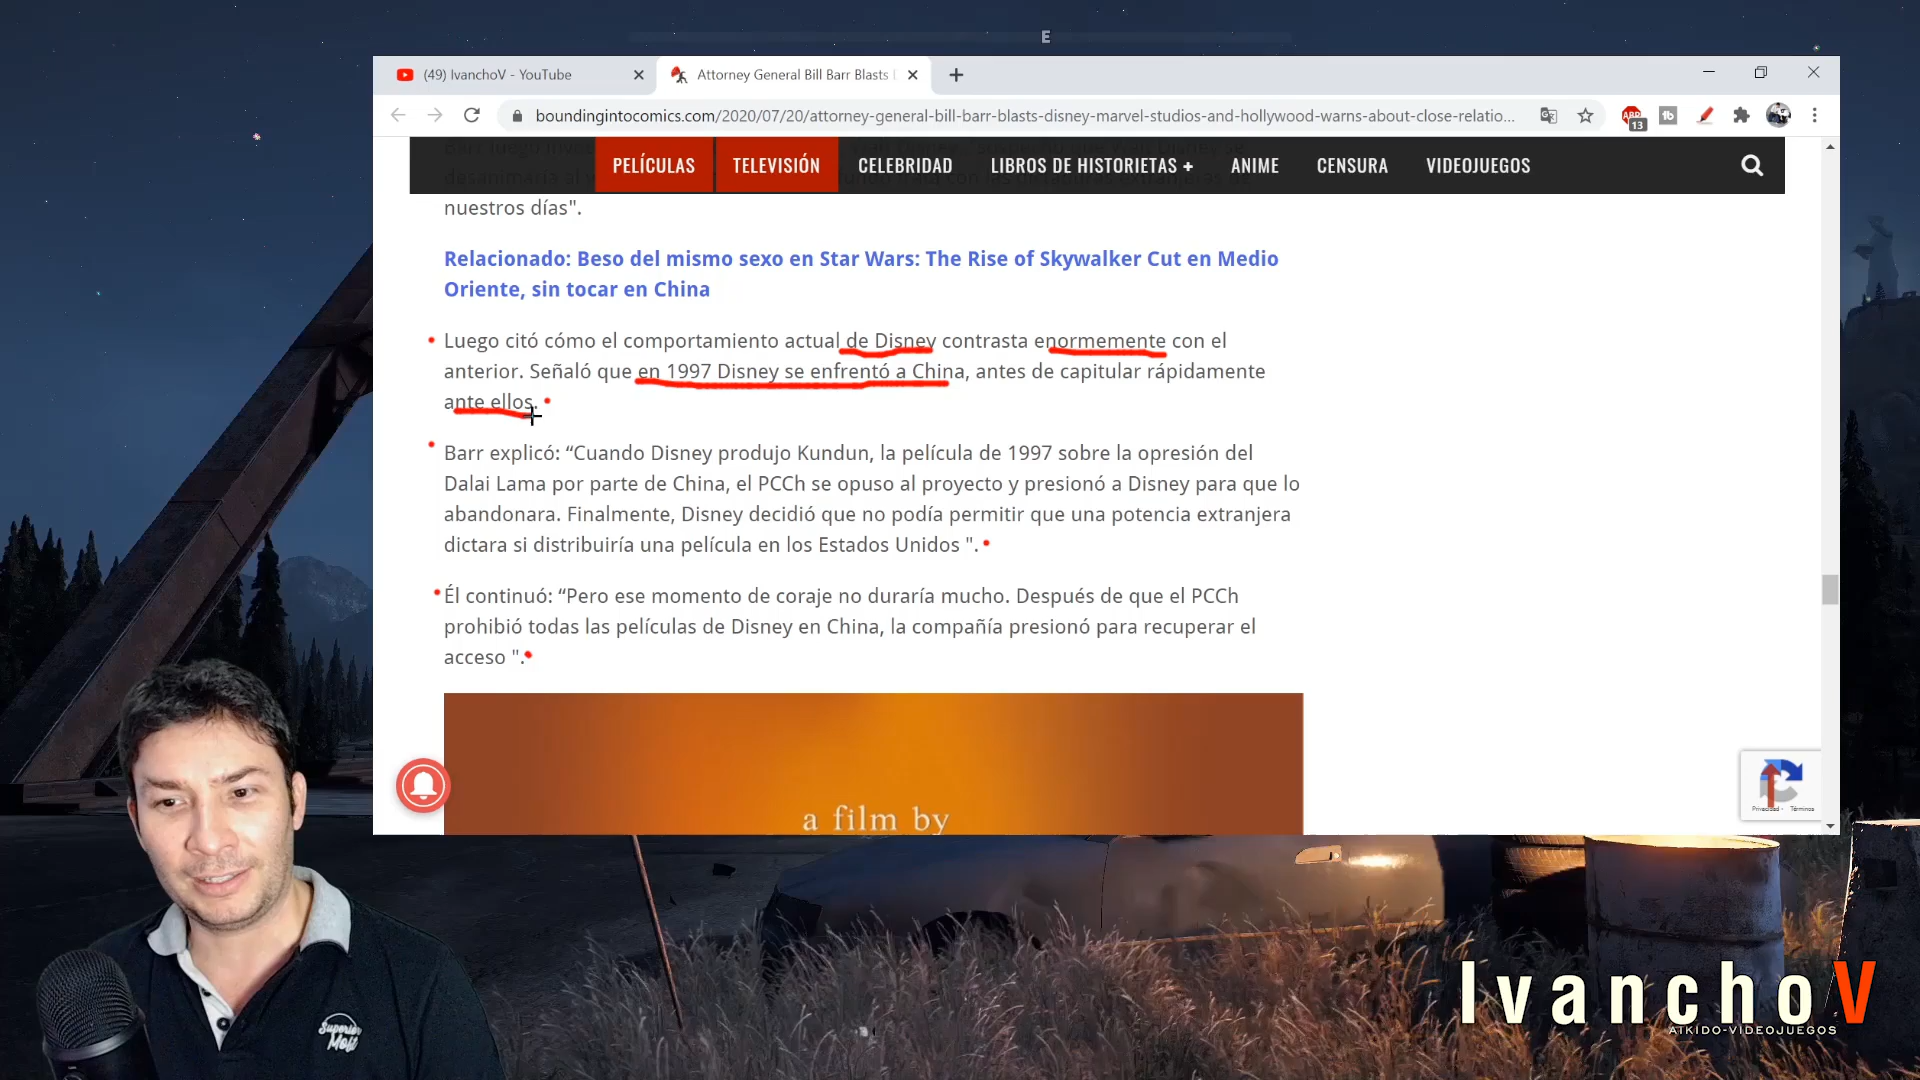 E
(49) IvanchoV - YouTube
Attorney General Bill Barr Blasts
boundingintocomics.com/2020/07/20/attorney-general-bill-barr-blasts-disney-marvel-studios-and-hollywood-warns-about-close-relatio...
ABP
13
tb
PELÍCULAS TELEVISIÓN CELEBRIDAD LIBROS DE HISTORIETAS + ANIME CENSURA VIDEOJUEGOS
nuestros días".
Relacionado: Beso del mismo sexo en Star Wars: The Rise of Skywalker Cut en Medio
Oriente, sin tocar en China
Luego citó cómo el comportamiento actual de Disney contrasta enormemente con el
anterior. Señaló que en 1997 Disney se enfrentó a China, antes de capitular rápidamente
ante ellos.
Barr explicó: “Cuando Disney produjo Kundun, la película de 1997 sobre la opresión del
Dalai Lama por parte de China, el PCCh se opuso al proyecto y presionó a Disney para que lo
abandonara. Finalmente, Disney decidió que no podía permitir que una potencia extranjera
dictara si distribuiría una película en los Estados Unidos ".
Él continuó: “Pero ese momento de coraje no duraría mucho. Después de que el PCCh
prohibió todas las películas de Disney en China, la compañía presionó para recuperar el
acceso ".
a film by
Privacidad - Términos
Superior
Most
IvanchoV
AIKIDO-VIDEOJUEGOS